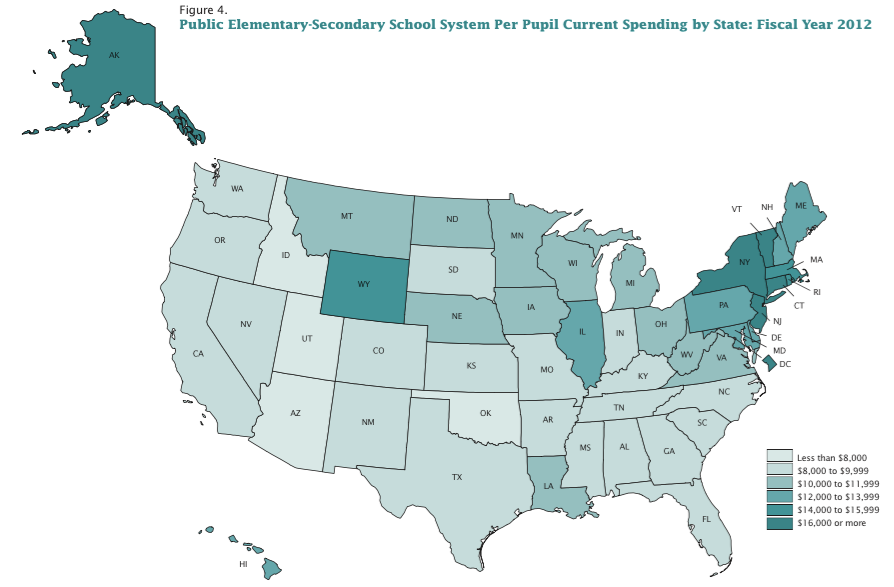 Figure 4.
Public Elementary-Secondary School System Per Pupil Current Spending by State: Fiscal Year 2012
AK
WA
MT
ND
MN
VT
NH
ME
OR
ID
WY
SD
WI
MI
NY
MA
RI
CT
NV
NE
IA
PA
NJ
CA
UT
CO
IL
IN
OH
DE
MD
DC
WV
VA
KS
MO
KY
NC
AZ
NM
OK
AR
TN
SC
TX
MS
AL
GA
LA
FL
HI
Less than $8,000
$8,000 to $9,999
$10,000 to $11,999
$12,000 to $13,999
$14,000 to $15,999
$16,000 or more